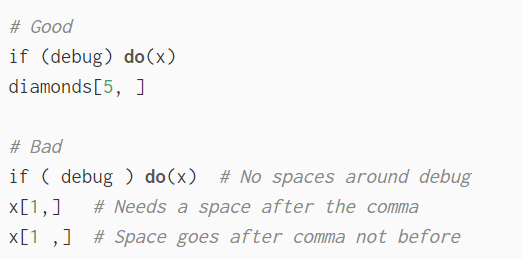 # Good
if (debug) do(x)
diamonds[5, ]
# Bad
if ( debug ) do(x)  # No spaces around debug
x[1,]   # Needs a space after the comma
x[1 ,]  # Space goes after comma not before